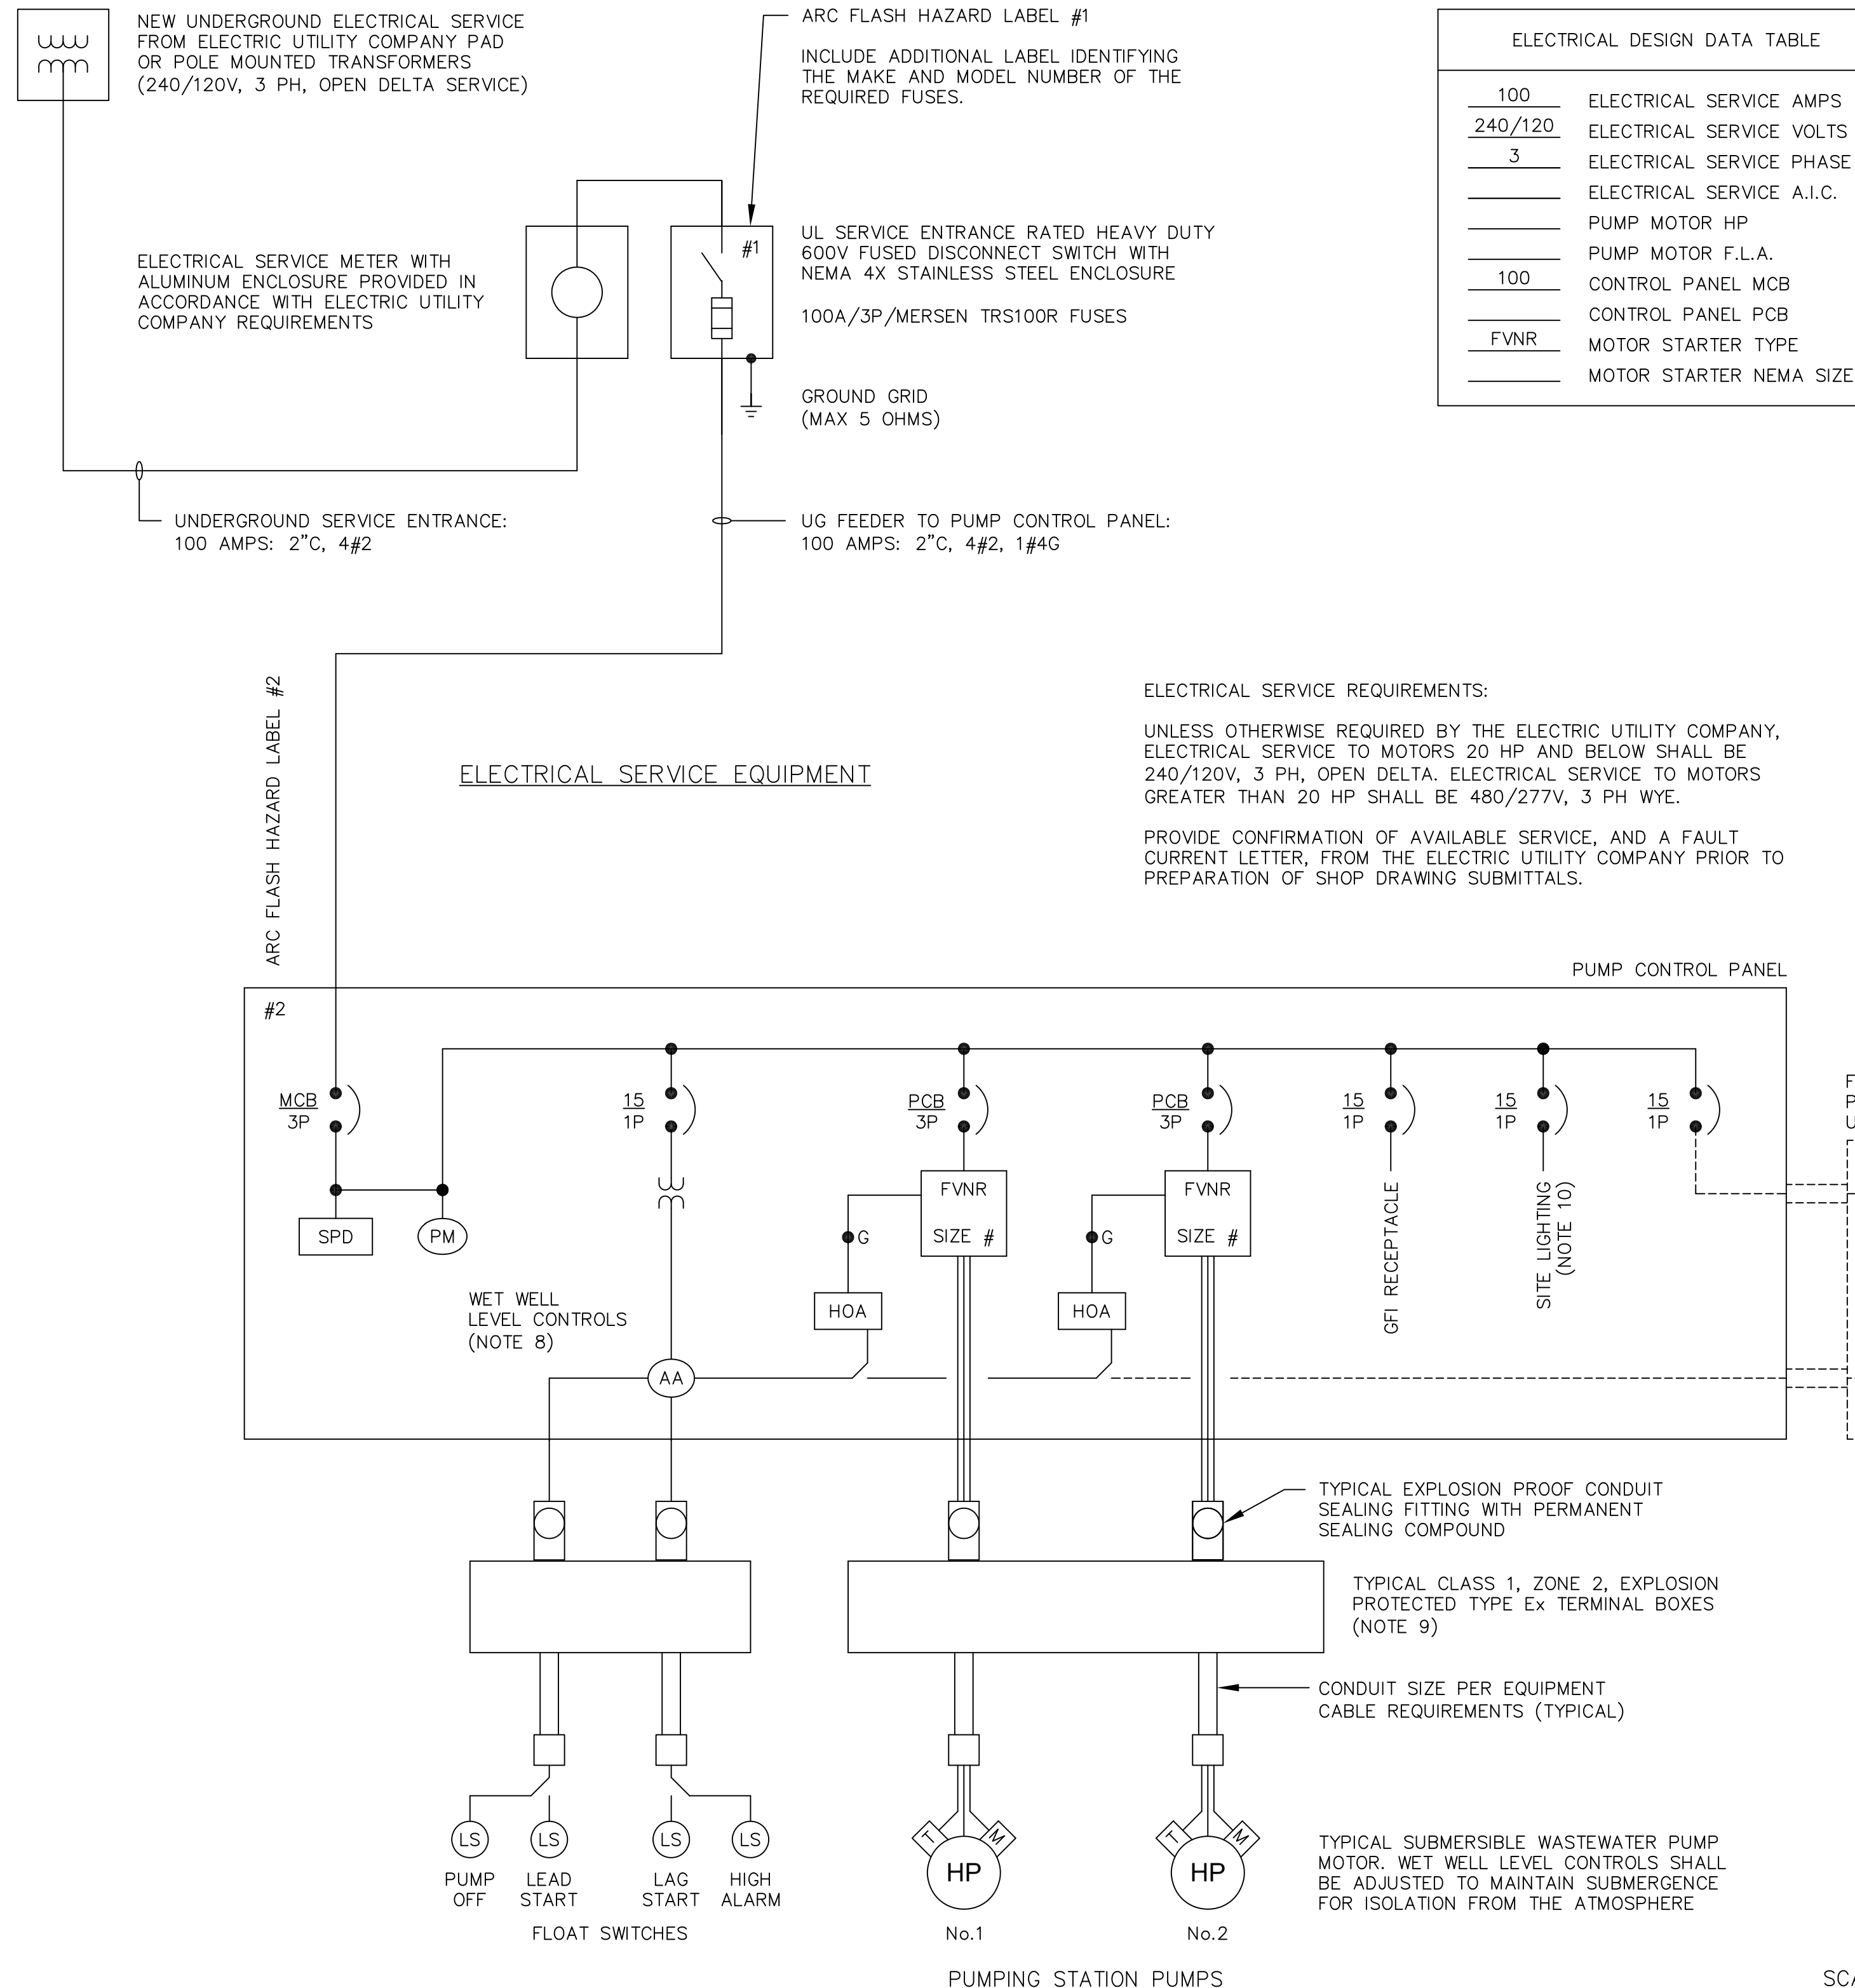 NEW UNDERGROUND ELECTRICAL SERVICE
FROM ELECTRIC UTILITY COMPANY PAD
OR POLE MOUNTED TRANSFORMERS
(240/120V, 3 PH, OPEN DELTA SERVICE)
ARC FLASH HAZARD LABEL #1
INCLUDE ADDITIONAL LABEL IDENTIFYING
THE MAKE AND MODEL NUMBER OF THE
REQUIRED FUSES.
ELECTRICAL DESIGN DATA TABLE
100 ELECTRICAL SERVICE AMPS
240/120 ELECTRICAL SERVICE VOLTS
3 ELECTRICAL SERVICE PHASE
ELECTRICAL SERVICE A.I.C.
PUMP MOTOR HP
PUMP MOTOR F.L.A.
100 CONTROL PANEL MCB
CONTROL PANEL PCB
FVNR MOTOR STARTER TYPE
MOTOR STARTER NEMA SIZE
ELECTRICAL SERVICE METER WITH
ALUMINUM ENCLOSURE PROVIDED IN
ACCORDANCE WITH ELECTRIC UTILITY
COMPANY REQUIREMENTS
#1
UL SERVICE ENTRANCE RATED HEAVY DUTY
600V FUSED DISCONNECT SWITCH WITH
NEMA 4X STAINLESS STEEL ENCLOSURE
100A/3P/MERSEN TRS100R FUSES
GROUND GRID
(MAX 5 OHMS)
UNDERGROUND SERVICE ENTRANCE:
100 AMPS: 2"C, 4#2
UG FEEDER TO PUMP CONTROL PANEL:
100 AMPS: 2"C, 4#2, 1#4G
ARC FLASH HAZARD LABEL #2
ELECTRICAL SERVICE EQUIPMENT
ELECTRICAL SERVICE REQUIREMENTS:
UNLESS OTHERWISE REQUIRED BY THE ELECTRIC UTILITY COMPANY,
ELECTRICAL SERVICE TO MOTORS 20 HP AND BELOW SHALL BE
240/120V, 3 PH, OPEN DELTA. ELECTRICAL SERVICE TO MOTORS
GREATER THAN 20 HP SHALL BE 480/277V, 3 PH WYE.
PROVIDE CONFIRMATION OF AVAILABLE SERVICE, AND A FAULT
CURRENT LETTER, FROM THE ELECTRIC UTILITY COMPANY PRIOR TO
PREPARATION OF SHOP DRAWING SUBMITTALS.
PUMP CONTROL PANEL
#2
MCB
3P
15
1P
PCB
3P
PCB
3P
15
1P
15
1P
15
1P
SPD
PM
FVNR
SIZE #
FVNR
SIZE #
G
G
HOA
HOA
GFI RECEPTACLE
SITE LIGHTING
(NOTE 10)
WET WELL
LEVEL CONTROLS
(NOTE 8)
AA
TYPICAL EXPLOSION PROOF CONDUIT
SEALING FITTING WITH PERMANENT
SEALING COMPOUND
TYPICAL CLASS 1, ZONE 2, EXPLOSION
PROTECTED TYPE Ex TERMINAL BOXES
(NOTE 9)
CONDUIT SIZE PER EQUIPMENT
CABLE REQUIREMENTS (TYPICAL)
LS
LS
LS
LS
PUMP
OFF
LEAD
START
LAG
START
HIGH
ALARM
FLOAT SWITCHES
T
M
HP
No.1
T
M
HP
No.2
TYPICAL SUBMERSIBLE WASTEWATER PUMP
MOTOR. WET WELL LEVEL CONTROLS SHALL
BE ADJUSTED TO MAINTAIN SUBMERGENCE
FOR ISOLATION FROM THE ATMOSPHERE
PUMPING STATION PUMPS